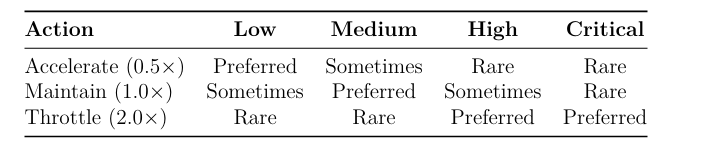 Action Low Medium High Critical
Accelerate (0.5×) Preferred Sometimes Rare Rare
Maintain (1.0×) Sometimes Preferred Sometimes Rare
Throttle (2.0×) Rare Rare Preferred Preferred